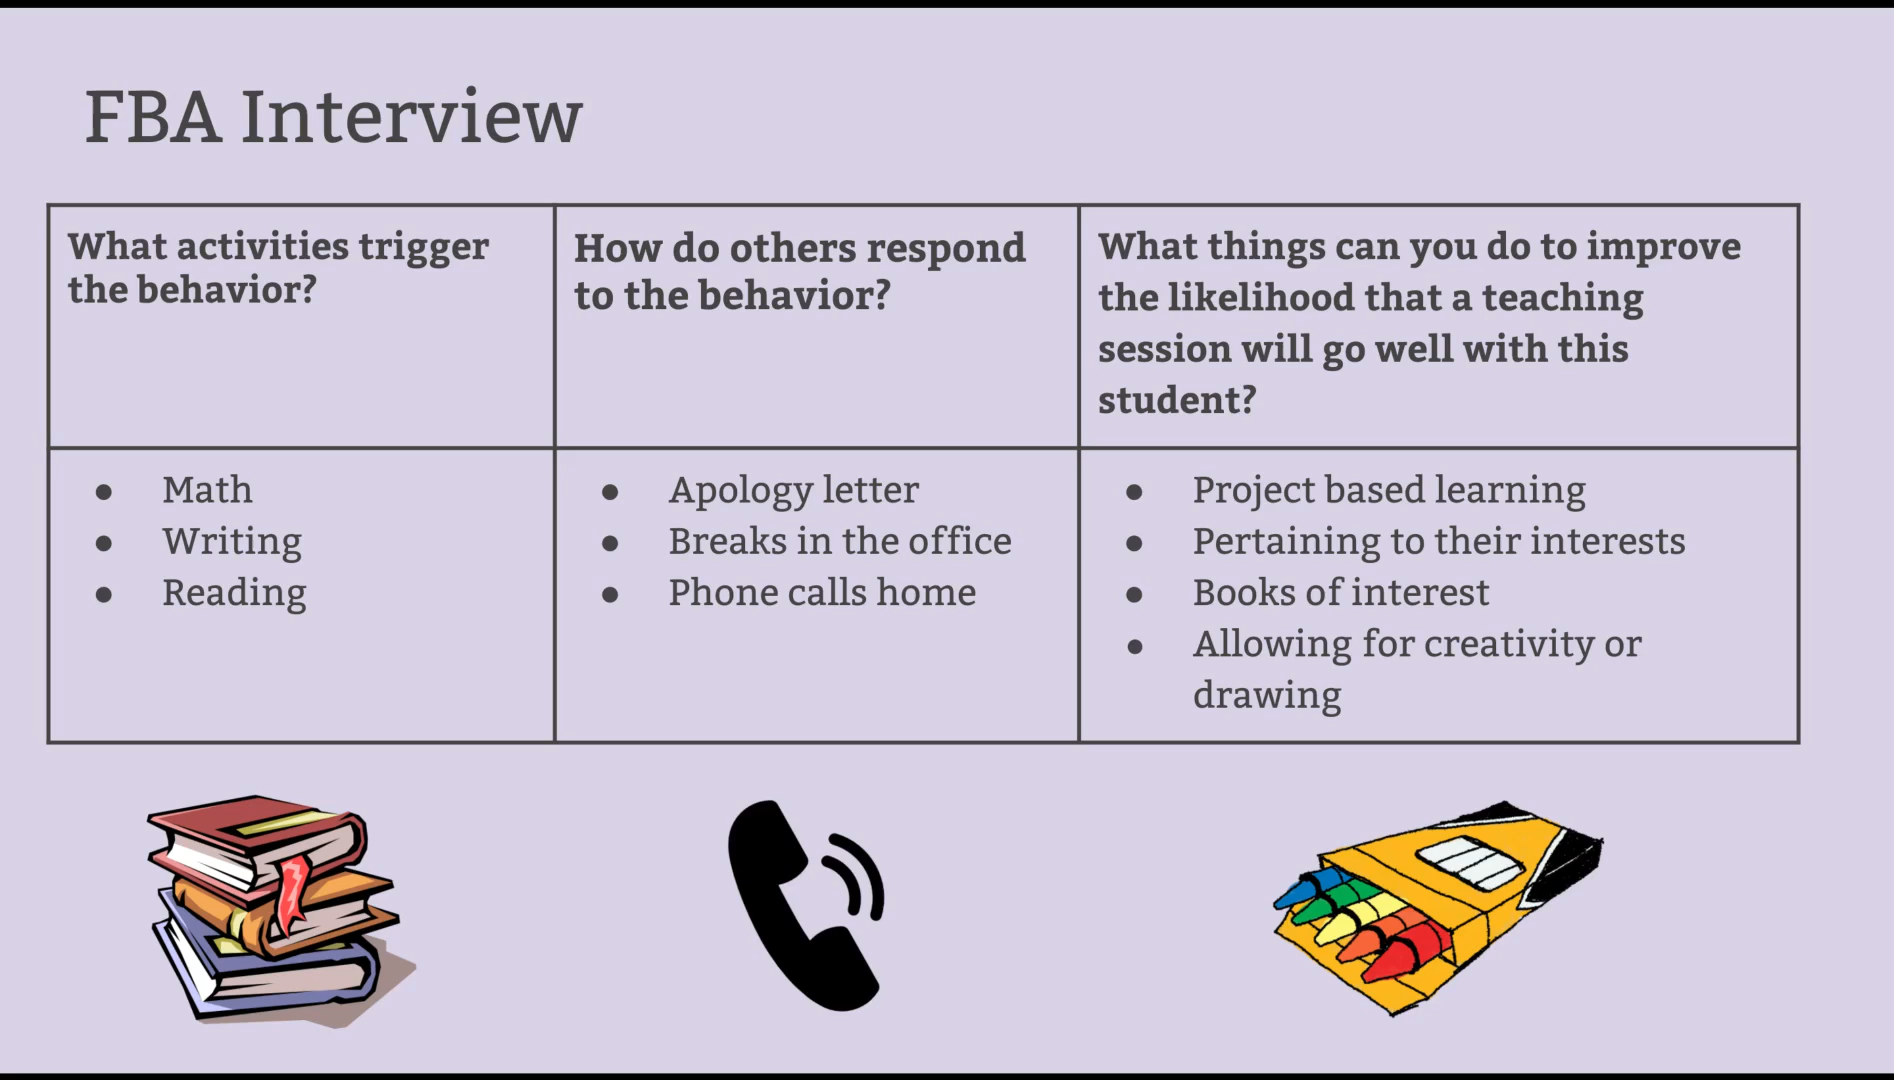 FBA Interview
What activities trigger
the behavior?
How do others respond
to the behavior?
What things can you do to improve
the likelihood that a teaching
session will go well with this
student?
● Math
● Writing
● Reading
● Apology letter
● Breaks in the office
● Phone calls home
● Project based learning
● Pertaining to their interests
● Books of interest
● Allowing for creativity or
drawing